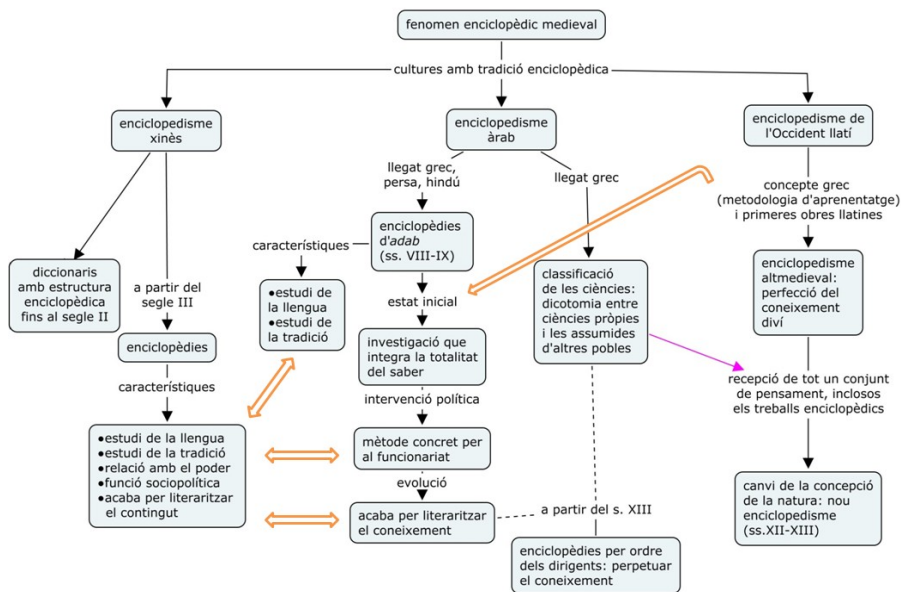 fenomen enciclopèdic medieval
cultures amb tradició enciclopèdica
enciclopedisme
xinès
diccionaris
amb estructura
enciclopèdica
fins al segle II
a partir del
segle III
enciclopèdies
característiques
•estudi de la llengua
•estudi de la tradició
•relació amb el poder
•funció sociopolítica
•acaba per literaritzar
el contingut
enciclopedisme
àrab
llegat grec,
persa, hindú
enciclopèdies
d'adab
(ss. VIII-IX)
característiques
•estudi de
la llengua
•estudi de
la tradició
estat inicial
investigació que
integra la totalitat
del saber
intervenció política
mètode concret per
al funcionariat
evolució
acaba per literaritzar
el coneixement
llegat grec
classificació
de les ciències:
dicotomia entre
ciències pròpies
i les assumides
d'altres pobles
a partir del s. XIII
enciclopèdies per ordre
dels dirigents: perpetuar
el coneixement
enciclopedisme de
l'Occident llatí
concepte grec
(metodologia d'aprenentatge)
i primeres obres llatines
enciclopedisme
altmedieval:
perfecció del
coneixement
diví
recepció de tot un conjunt
de pensament, inclosos
els treballs enciclopèdics
canvi de la concepció
de la natura: nou
enciclopedisme
(ss.XII-XIII)